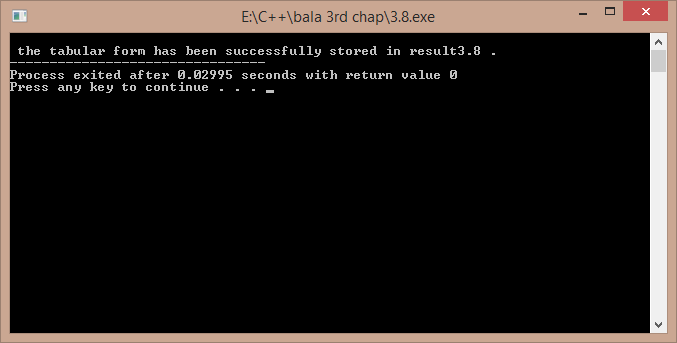 E:\C++\bala 3rd chap\3.8.exe
the tabular form has been successfully stored in result3.8 .
--------------------------------
Process exited after 0.02995 seconds with return value 0
Press any key to continue . . . _